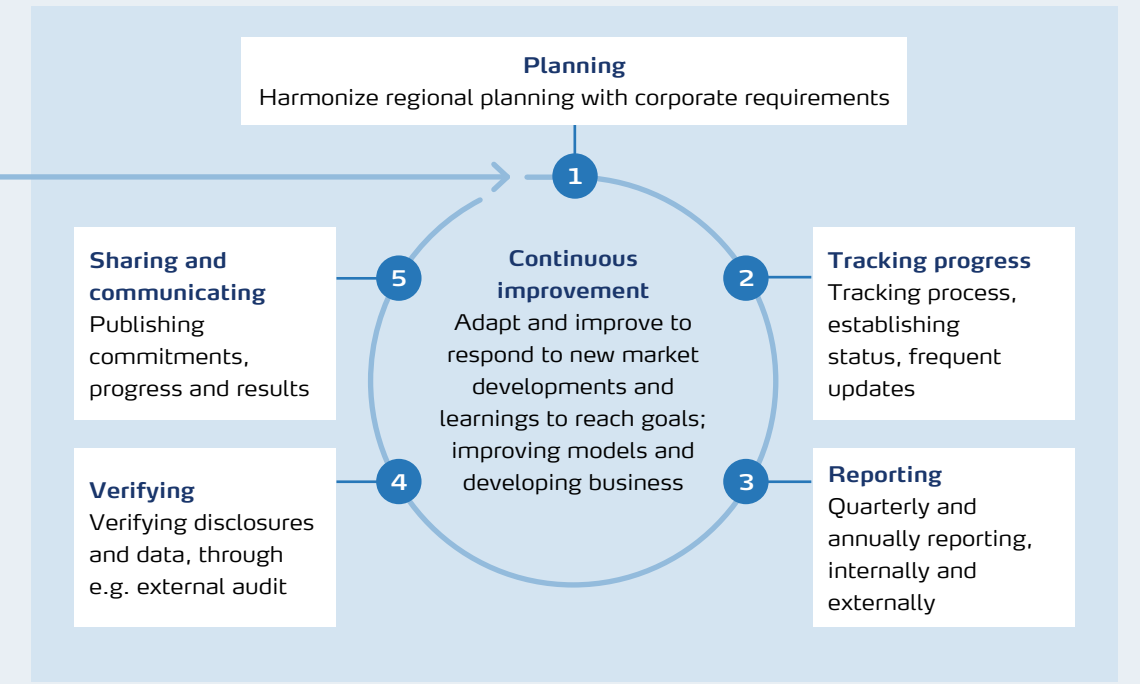 Planning
Harmonize regional planning with corporate requirements
1
2
Tracking progress
Tracking process,
establishing
status, frequent
updates
3
Reporting
Quarterly and
annually reporting,
internally and
externally
4
Verifying
Verifying disclosures
and data, through
e.g. external audit
5
Sharing and
communicating
Publishing
commitments,
progress and results
Continuous
improvement
Adapt and improve to
respond to new market
developments and
learnings to reach goals;
improving models and
developing business